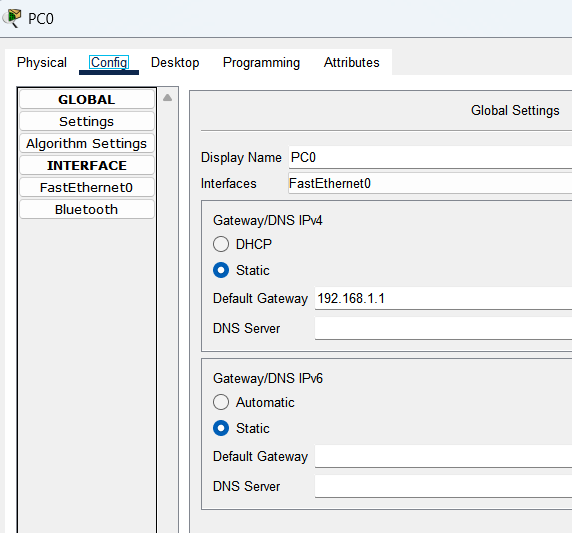 PC0
Physical Config Desktop Programming Attributes
GLOBAL
Settings
Algorithm Settings
INTERFACE
FastEthernet0
Bluetooth
Global Settings
Display Name PC0
Interfaces FastEthernet0
Gateway/DNS IPv4
DHCP
Static
Default Gateway 192.168.1.1
DNS Server
Gateway/DNS IPv6
Automatic
Static
Default Gateway
DNS Server